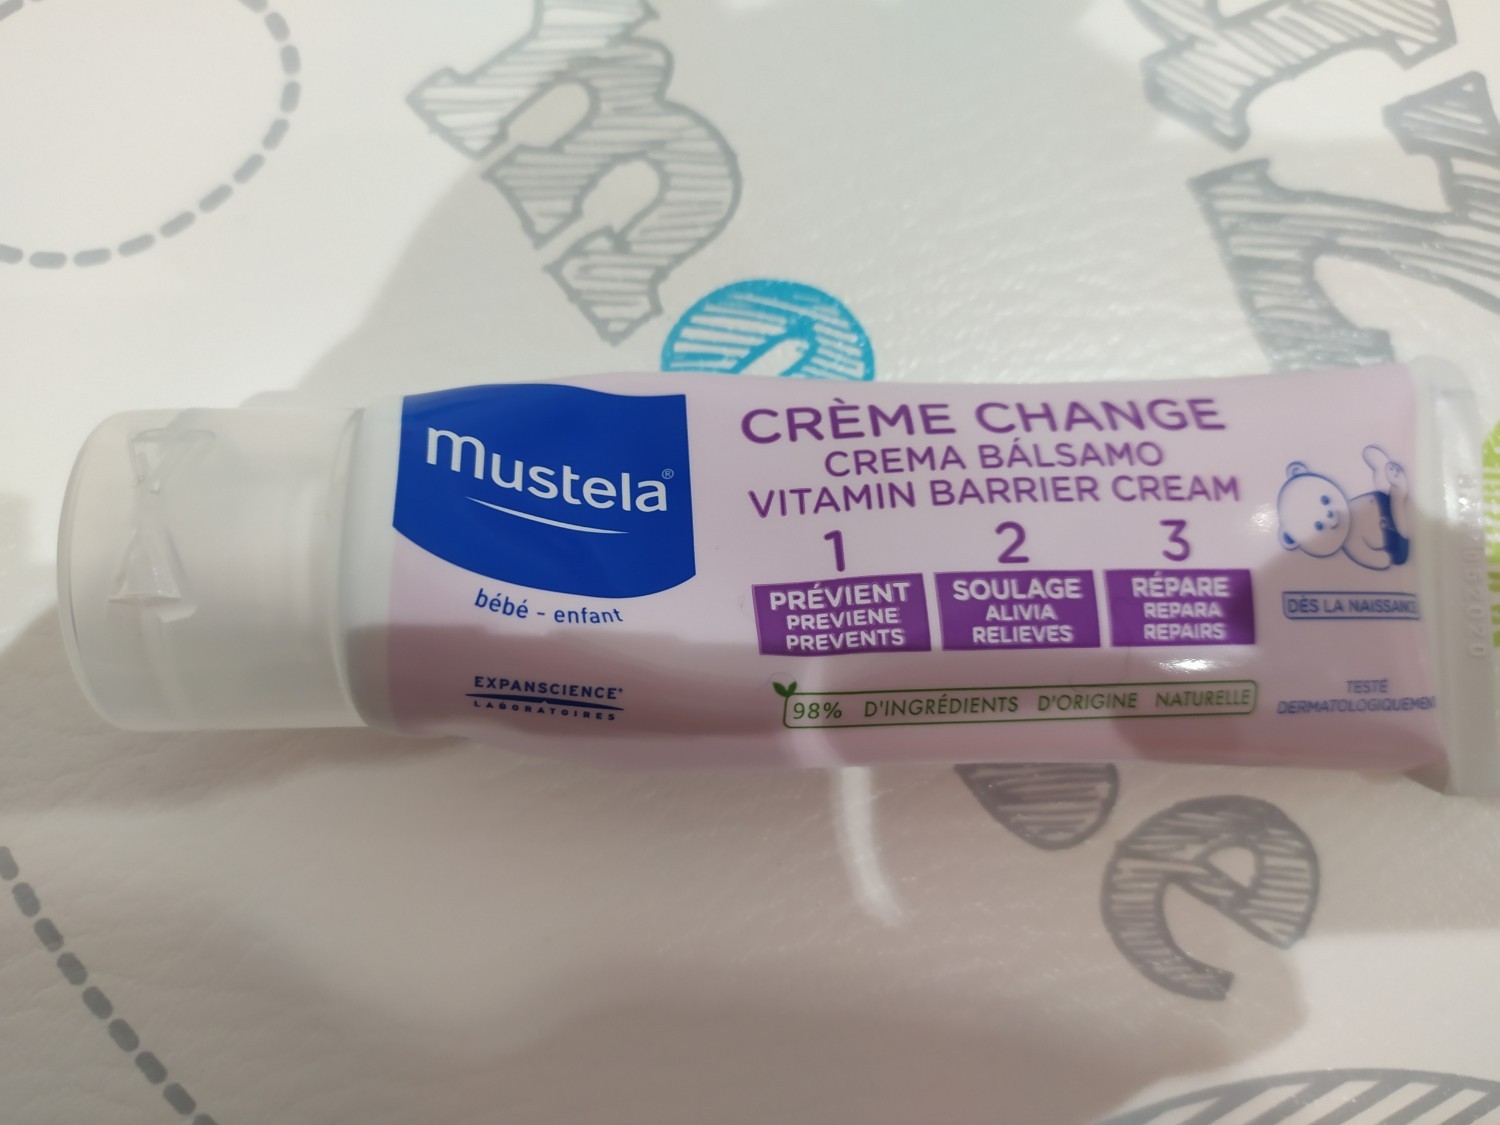 mustela®
bébé - enfant
EXPANSCIENCE®
LABORATOIRES
CRÈME CHANGE
CREMA BÁLSAMO
VITAMIN BARRIER CREAM
1
PRÉVIENT
PREVIENE
PREVENTS
2
SOULAGE
ALIVIA
RELIEVES
3
RÉPARE
REPARA
REPAIRS
98% D'INGRÉDIENTS D'ORIGINE NATURELLE
DÈS LA NAISSANCE
TESTÉ
DERMATOLOGIQUEMENT